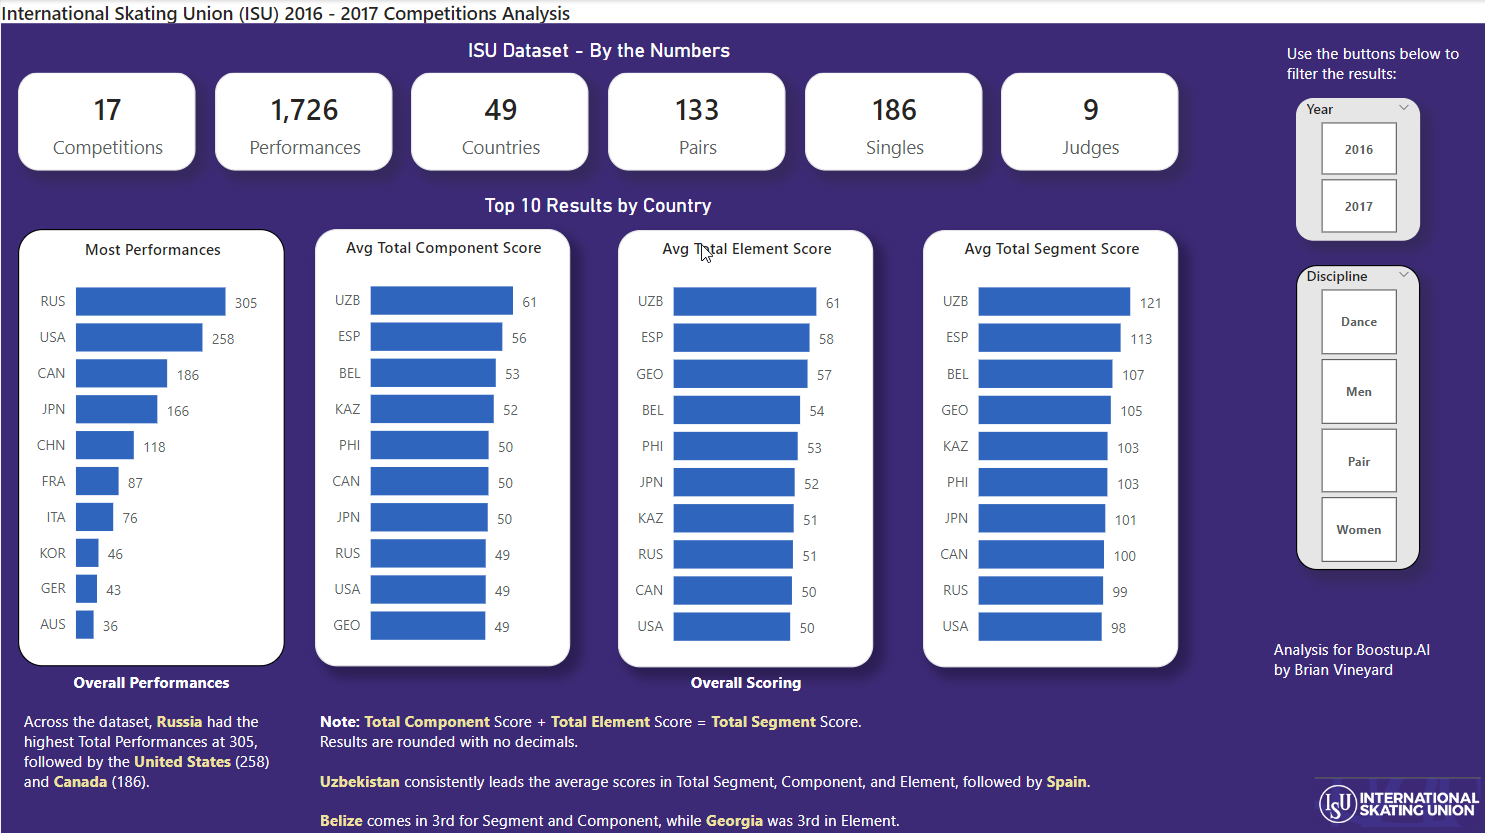 International Skating Union (ISU) 2016 - 2017 Competitions Analysis
ISU Dataset - By the Numbers
17
Competitions
1,726
Performances
49
Countries
133
Pairs
186
Singles
9
Judges
Use the buttons below to
filter the results:
Year
2016
2017
Discipline
Dance
Men
Pair
Women
Top 10 Results by Country
Most Performances
RUS 305
USA 258
CAN 186
JPN 166
CHN 118
FRA 87
ITA 76
KOR 46
GER 43
AUS 36
Avg Total Component Score
UZB 61
ESP 56
BEL 53
KAZ 52
PHI 50
CAN 50
JPN 50
RUS 49
USA 49
GEO 49
Avg Total Element Score
UZB 61
ESP 58
GEO 57
BEL 54
PHI 53
JPN 52
KAZ 51
RUS 51
CAN 50
USA 50
Avg Total Segment Score
UZB 121
ESP 113
BEL 107
GEO 105
KAZ 103
PHI 103
JPN 101
CAN 100
RUS 99
USA 98
Overall Performances
Across the dataset, Russia had the
highest Total Performances at 305,
followed by the United States (258)
and Canada (186).
Overall Scoring
Note: Total Component Score + Total Element Score = Total Segment Score.
Results are rounded with no decimals.
Uzbekistan consistently leads the average scores in Total Segment, Component, and Element, followed by Spain.
Belize comes in 3rd for Segment and Component, while Georgia was 3rd in Element.
Analysis for Boostup.AI
by Brian Vineyard
ISU INTERNATIONAL
SKATING UNION